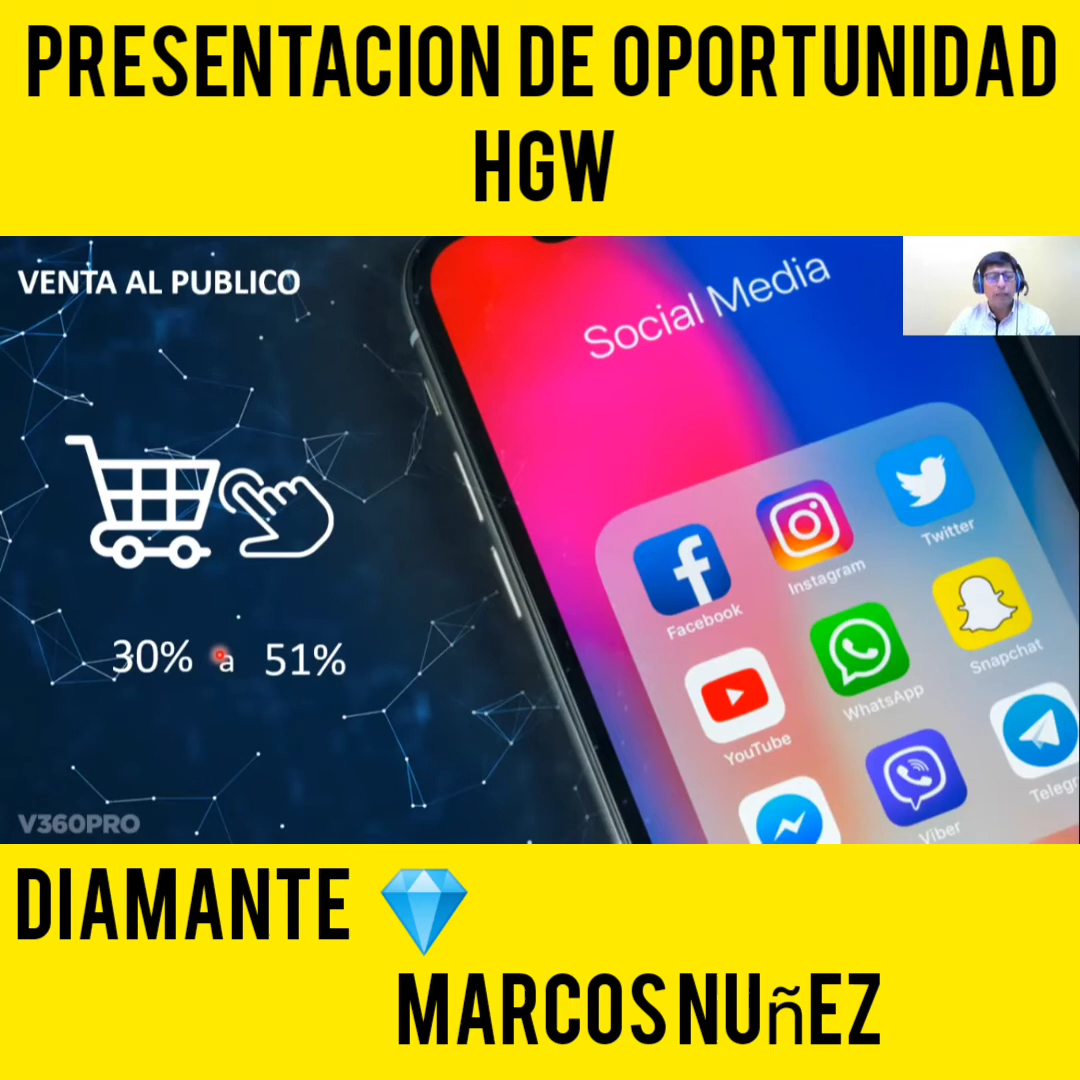 PRESENTACION DE OPORTUNIDAD
HGW
VENTA AL PUBLICO
30% a 51%
Social Media
Facebook
Instagram
Twitter
YouTube
WhatsApp
Snapchat
Viber
Telegr
V360PRO
DIAMANTE 💎
MARCOS NUñEZ